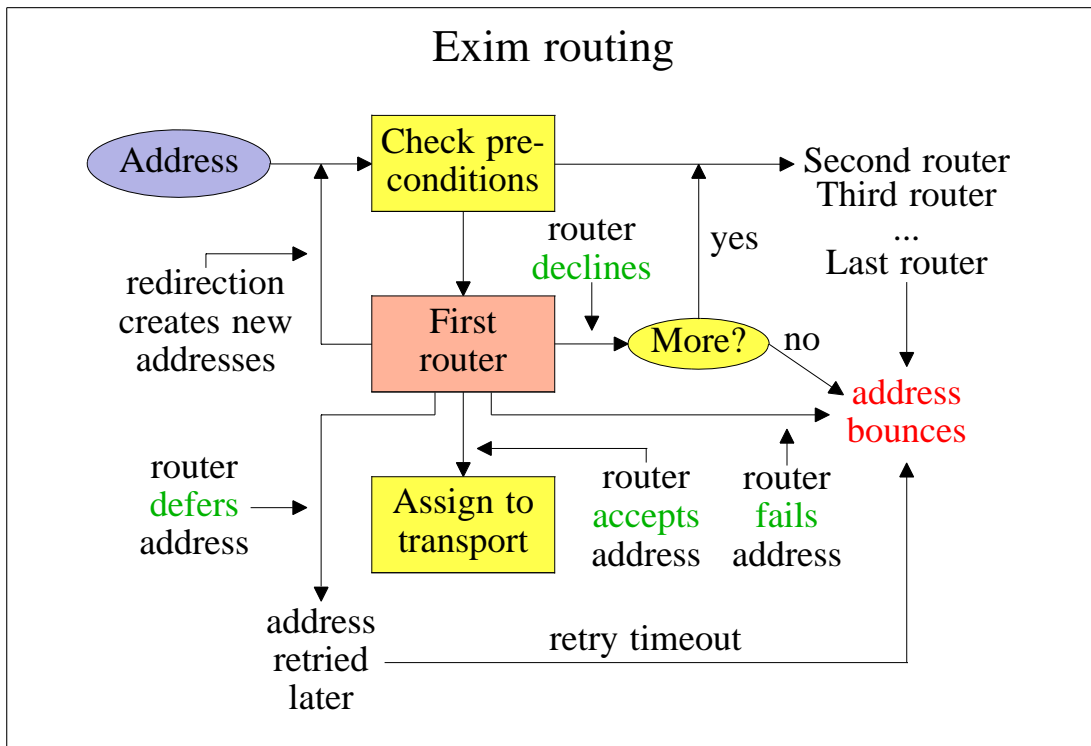 Exim routing
Address
Check pre-
conditions
Second router
Third router
...
Last router
router
declines
yes
redirection
creates new
addresses
First
router
More?
no
address
bounces
router
defers
address
Assign to
transport
router
accepts
address
router
fails
address
address
retried
later
retry timeout